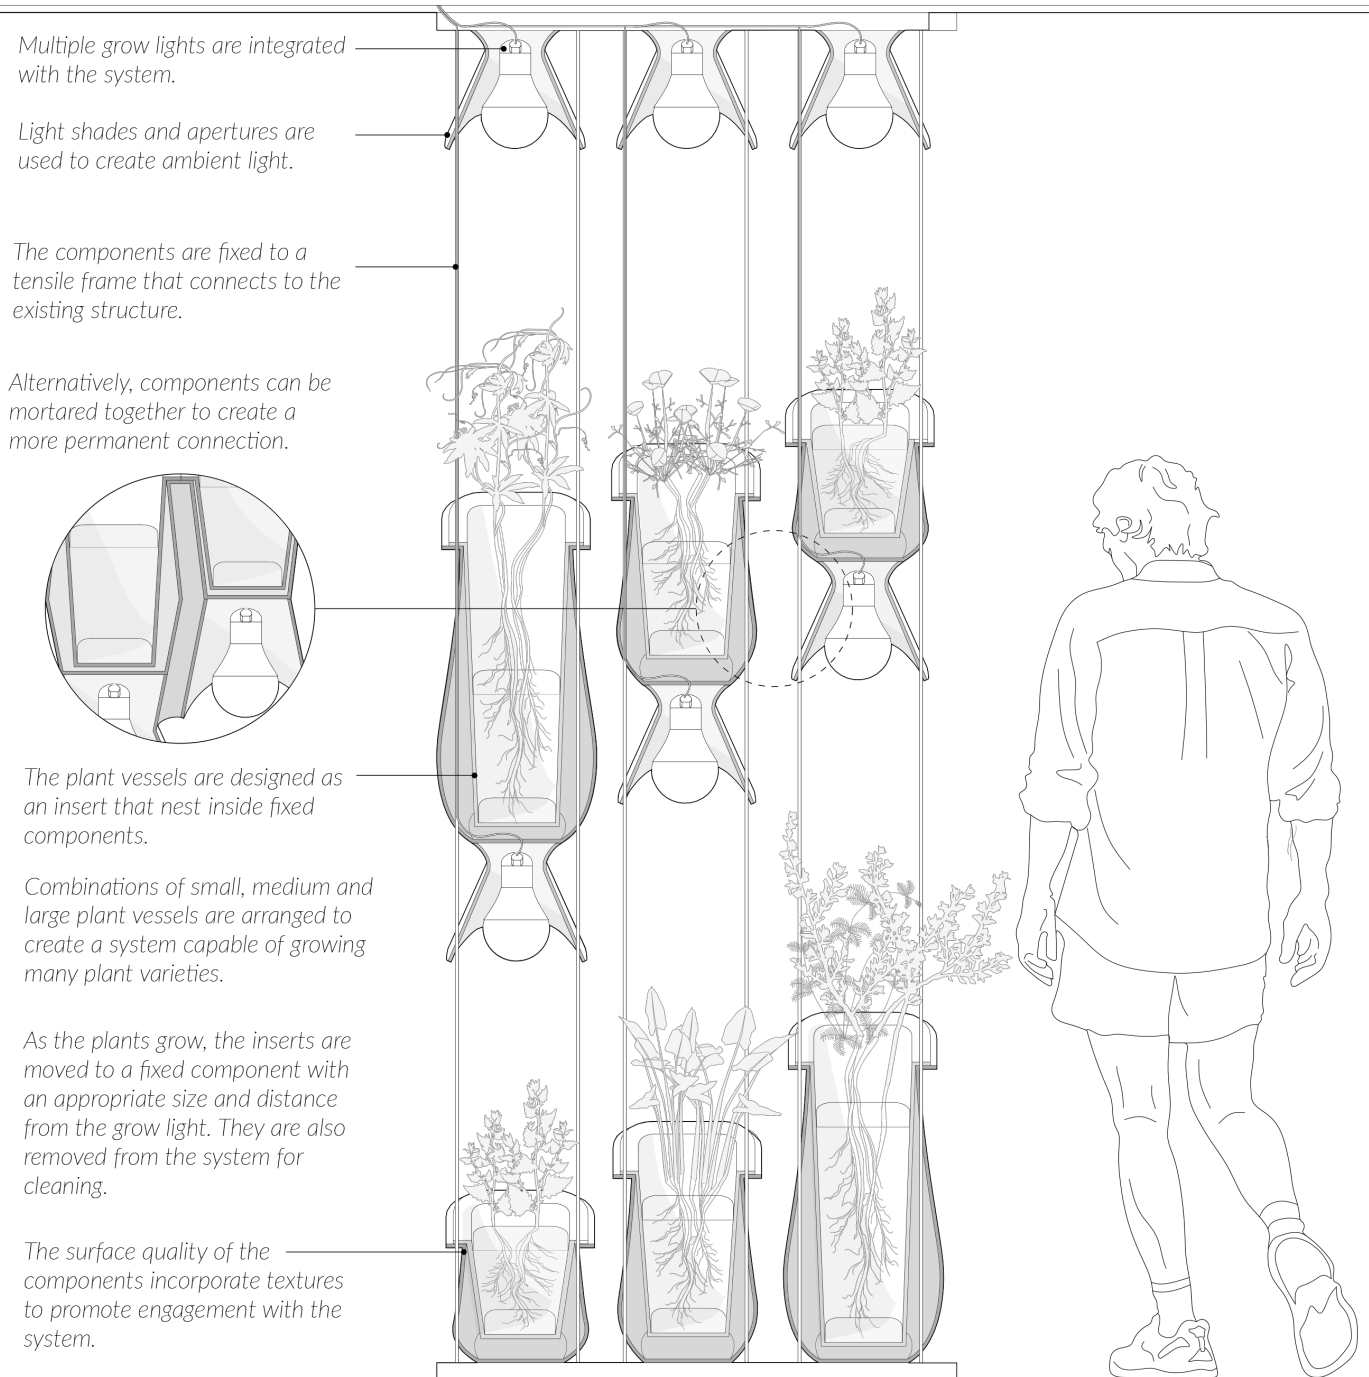 Multiple grow lights are integrated
with the system.
Light shades and apertures are
used to create ambient light.
The components are fixed to a
tensile frame that connects to the
existing structure.
Alternatively, components can be
mortared together to create a
more permanent connection.
The plant vessels are designed as
an insert that nest inside fixed
components.
Combinations of small, medium and
large plant vessels are arranged to
create a system capable of growing
many plant varieties.
As the plants grow, the inserts are
moved to a fixed component with
an appropriate size and distance
from the grow light. They are also
removed from the system for
cleaning.
The surface quality of the
components incorporate textures
to promote engagement with the
system.